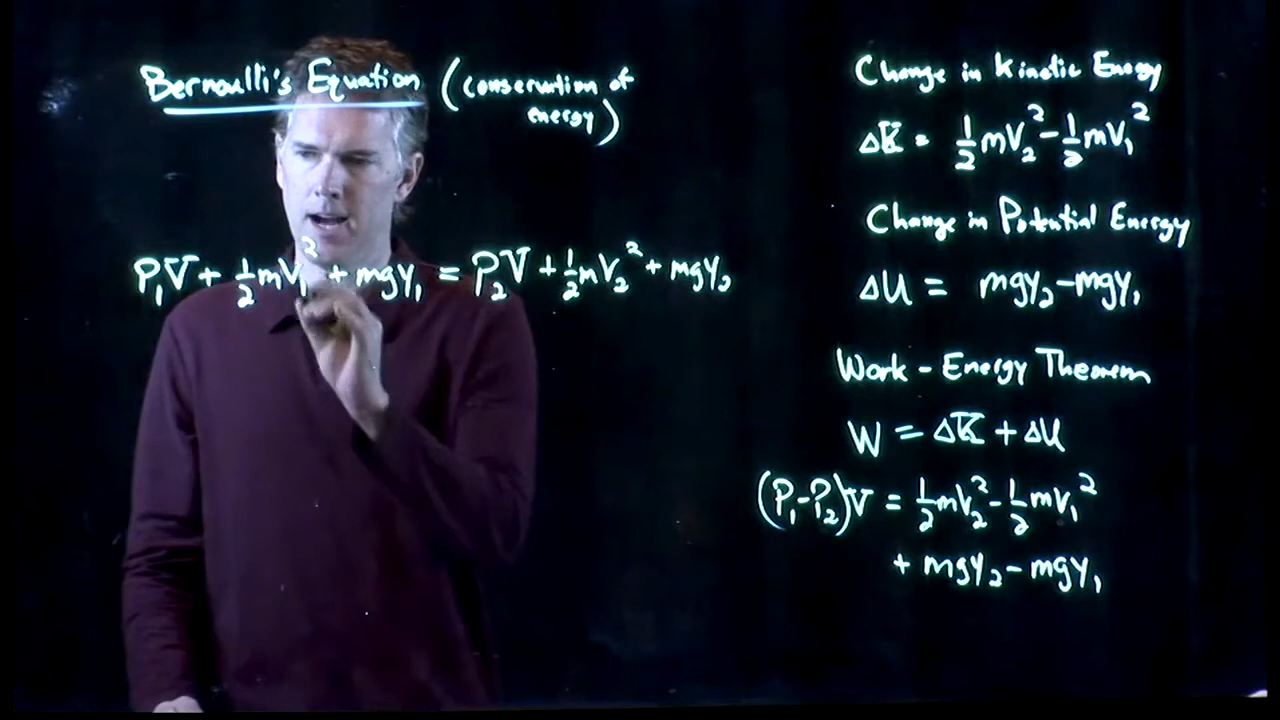 Bernoulli's Equation (conservation of
energy)
P₁V + ½mV₁² + mgy₁ = P₂V + ½mV₂² + mgy₂
Change in Kinetic Energy
ΔK = ½mV₂² - ½mV₁²
Change in Potential Energy
ΔU = mgy₂ - mgy₁
Work - Energy Theorem
W = ΔK + ΔU
(P₁-P₂)V = ½mV₂² - ½mV₁²
+ mgy₂ - mgy₁